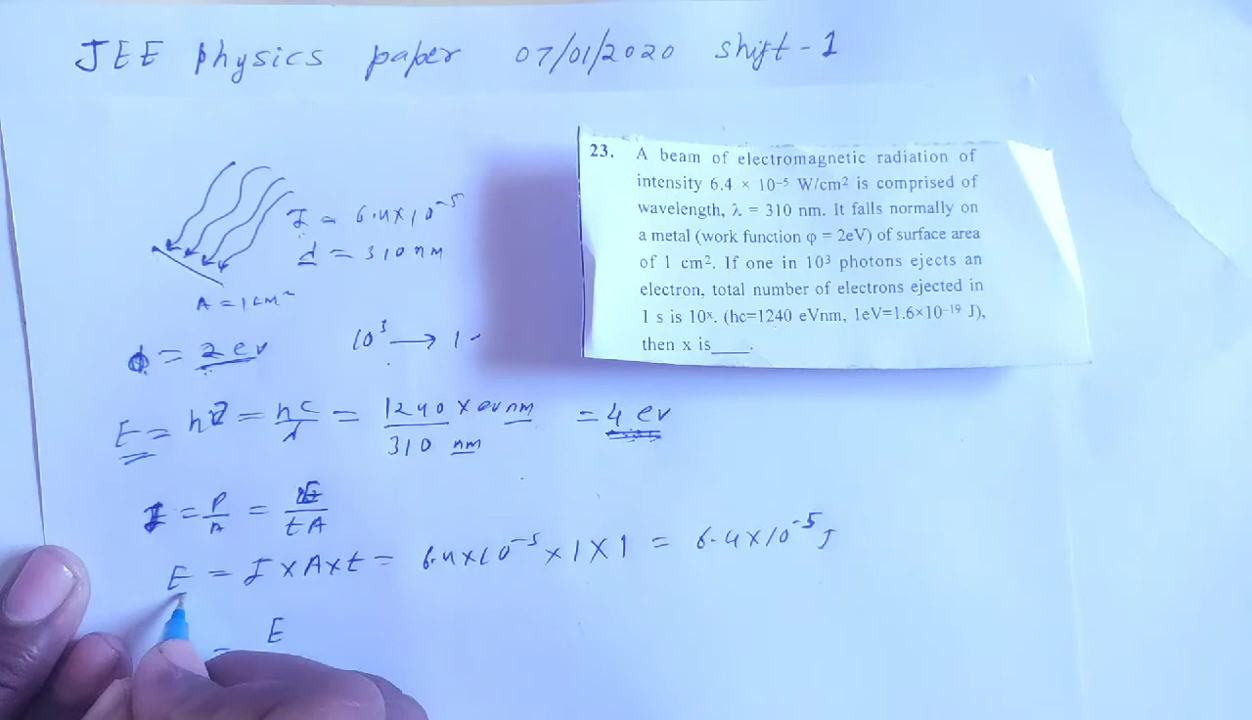 JEE physics paper 07/01/2020 shift-1
23. A beam of electromagnetic radiation of
intensity 6.4 × 10⁻⁵ W/cm² is comprised of
wavelength, λ = 310 nm. It falls normally on
a metal (work function φ = 2eV) of surface area
of 1 cm². If one in 10³ photons ejects an
electron, total number of electrons ejected in
1 s is 10ˣ. (hc=1240 eVnm, 1eV=1.6×10⁻¹⁹ J),
then x is____.
I = 6.4×10⁻⁵
λ = 310 nm
A = 1 cm²
ϕ = 2 ev
10³ → 1
E = hν = hc/λ = 1240 × ev nm / 310 nm = 4 ev
I = P/A = E/tA
E = I×A×t = 6.4×10⁻⁵ × 1 × 1 = 6.4×10⁻⁵ J
= E